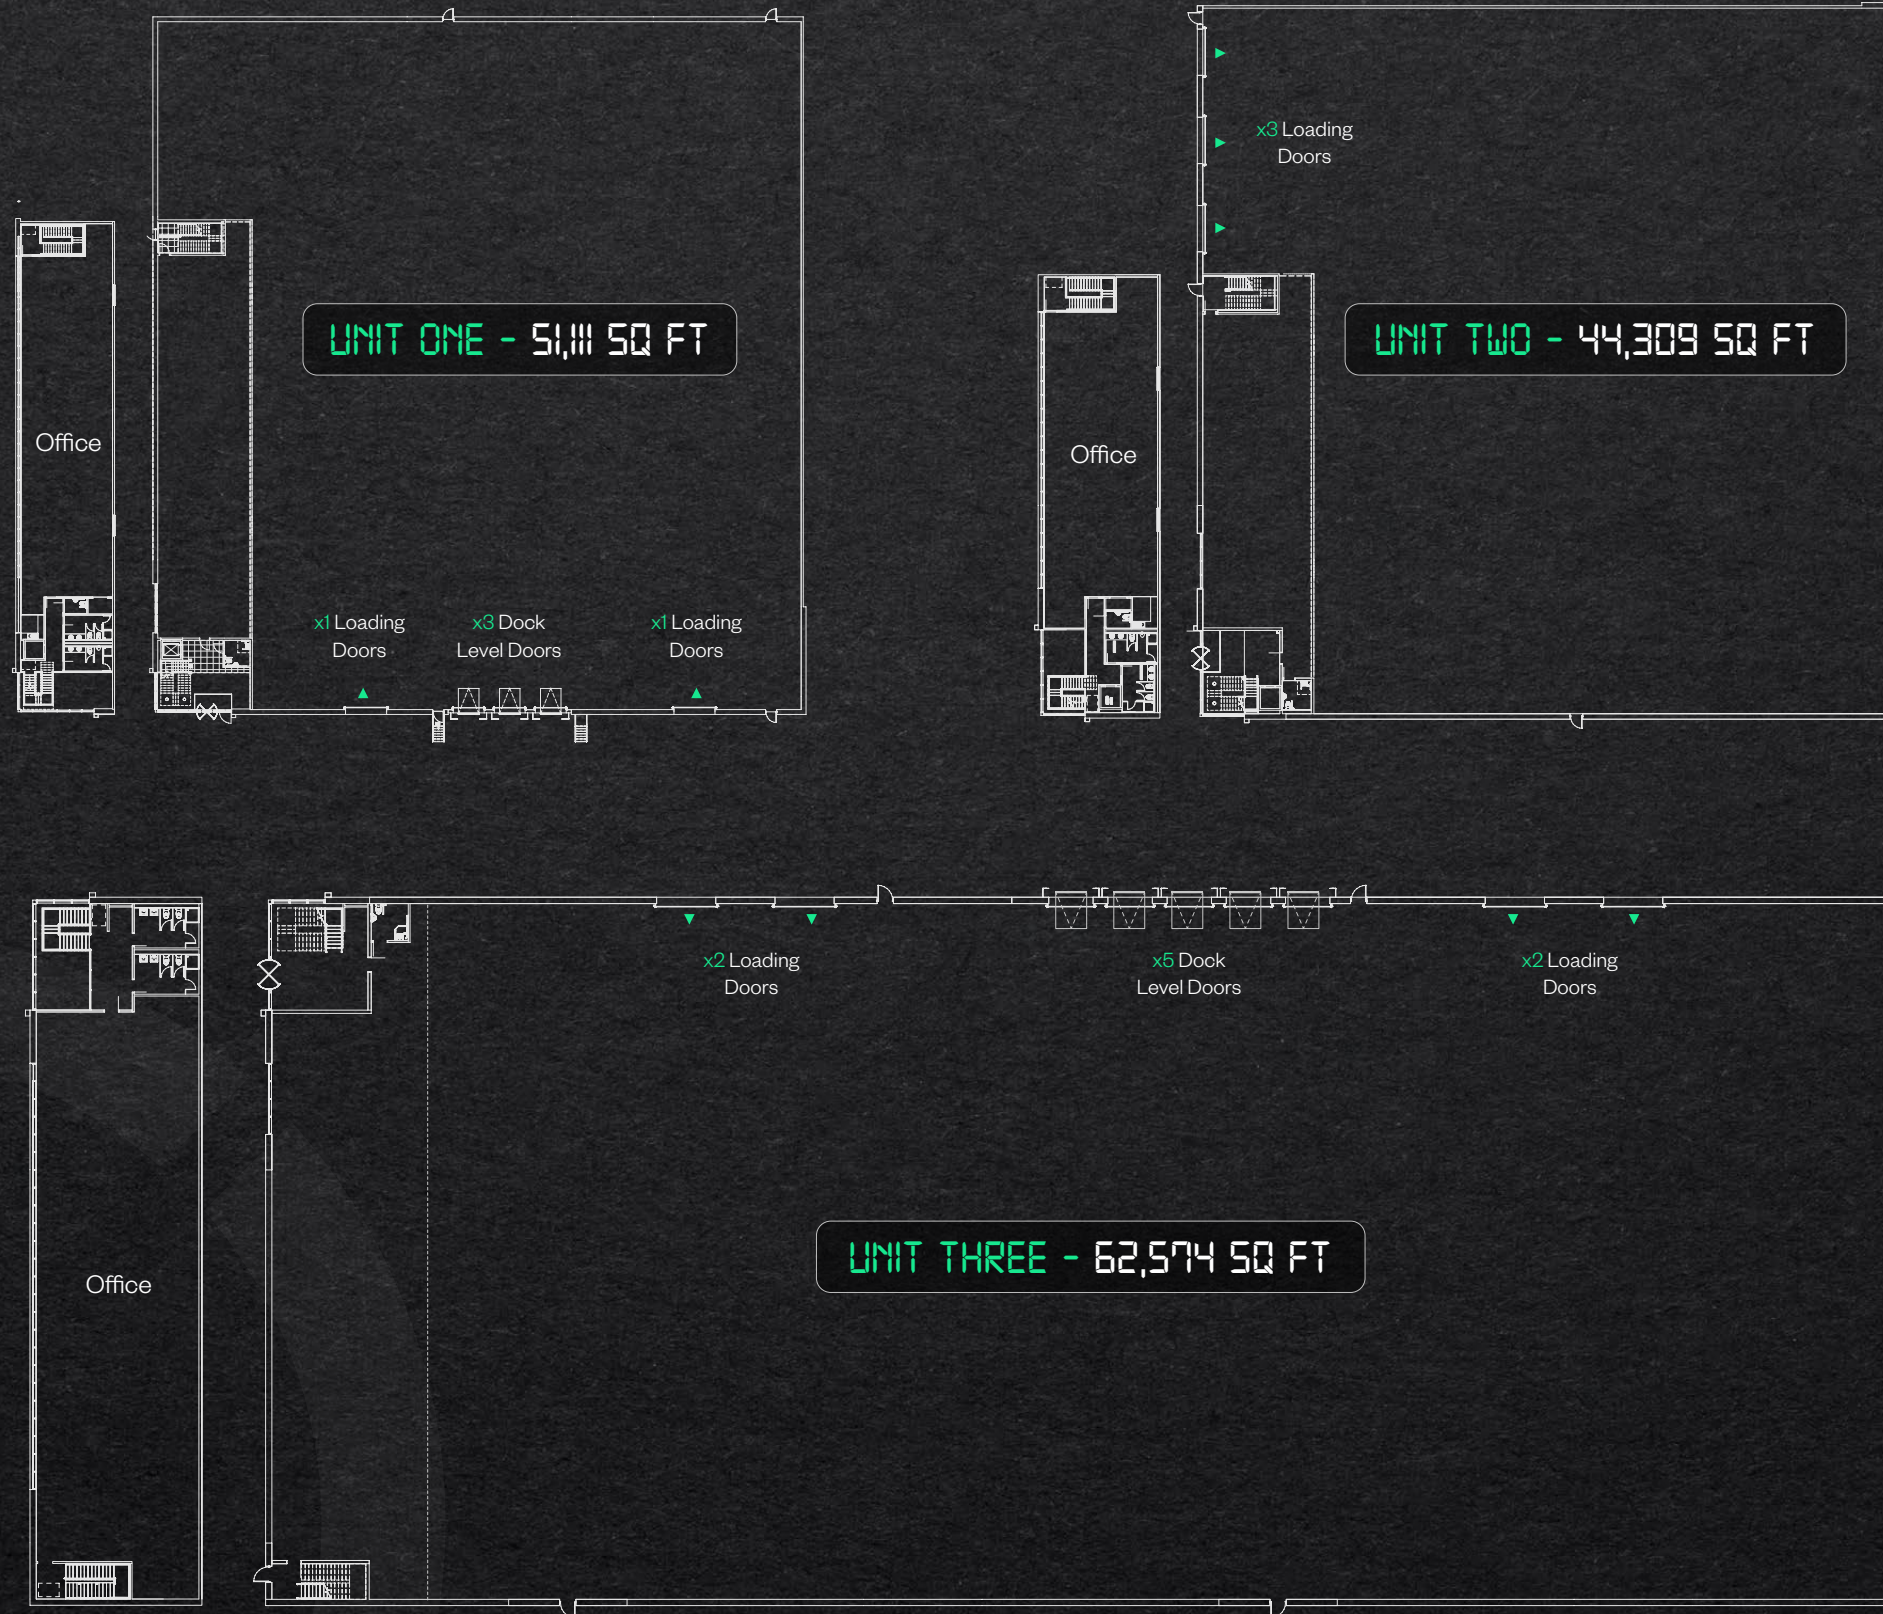 x3 Loading
Doors
UNIT ONE - 51,111 SQ FT
UNIT TWO - 44,309 SQ FT
Office
Office
x1 Loading
Doors
x3 Dock
Level Doors
x1 Loading
Doors
x2 Loading
Doors
x5 Dock
Level Doors
x2 Loading
Doors
UNIT THREE - 62,574 SQ FT
Office